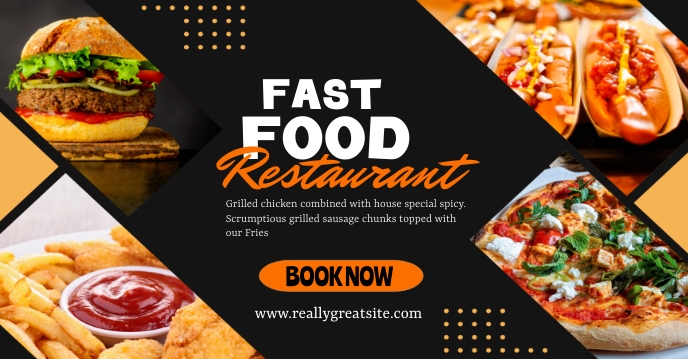 FAST
FOOD
Restaurant
Grilled chicken combined with house special spicy.
Scrumptious grilled sausage chunks topped with
our Fries
BOOK NOW
www.reallygreatsite.com